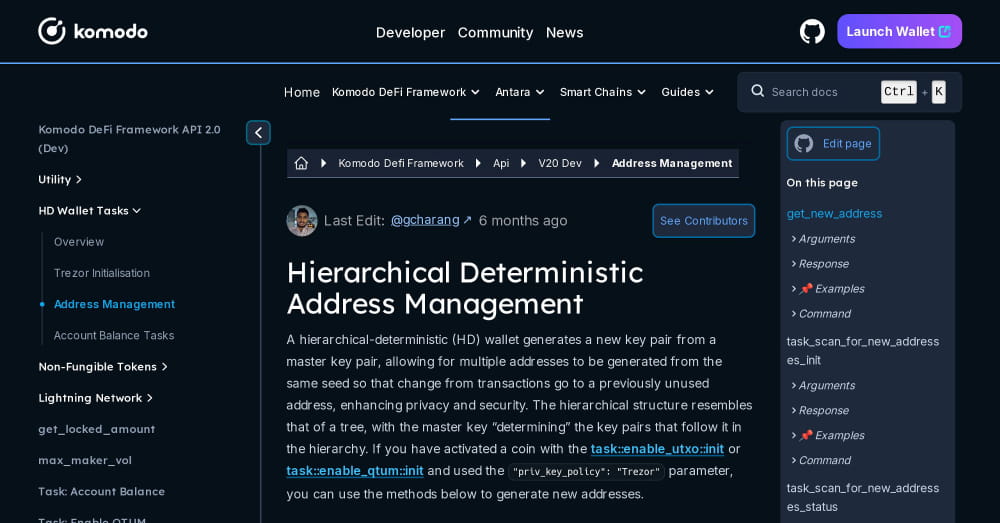 komodo
Developer Community News
Launch Wallet
Home Komodo DeFi Framework Antara Smart Chains Guides
Search docs Ctrl + K
Komodo DeFi Framework API 2.0
(Dev)
Utility
HD Wallet Tasks
Overview
Trezor Initialisation
Address Management
Account Balance Tasks
Non-Fungible Tokens
Lightning Network
get_locked_amount
max_maker_vol
Task: Account Balance
Task: Enable QTUM
Komodo Defi Framework Api V20 Dev Address Management
Last Edit: @gcharang ↗ 6 months ago
See Contributors
Hierarchical Deterministic
Address Management
A hierarchical-deterministic (HD) wallet generates a new key pair from a
master key pair, allowing for multiple addresses to be generated from the
same seed so that change from transactions go to a previously unused
address, enhancing privacy and security. The hierarchical structure resembles
that of a tree, with the master key “determining” the key pairs that follow it in
the hierarchy. If you have activated a coin with the task::enable_utxo::init or
task::enable_qtum::init and used the "priv_key_policy": "Trezor" parameter,
you can use the methods below to generate new addresses.
Edit page
On this page
get_new_address
Arguments
Response
📌 Examples
Command
task_scan_for_new_address
es_init
Arguments
Response
📌 Examples
Command
task_scan_for_new_address
es_status